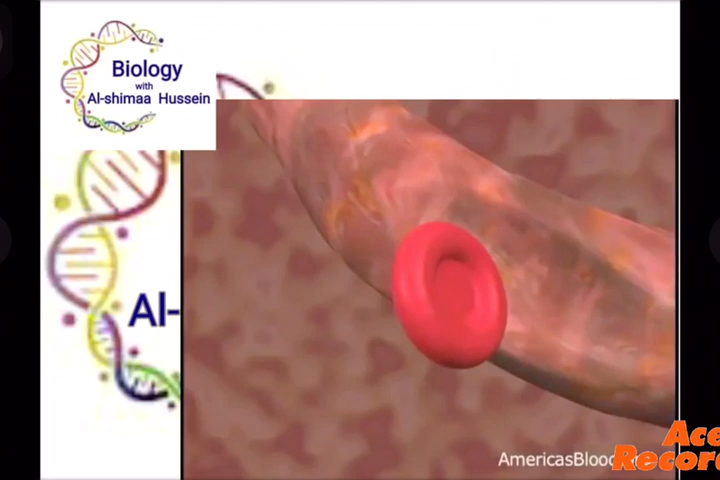 Biology
with
Al-shimaa Hussein
Al-
AmericasBlood
Ace
Recor